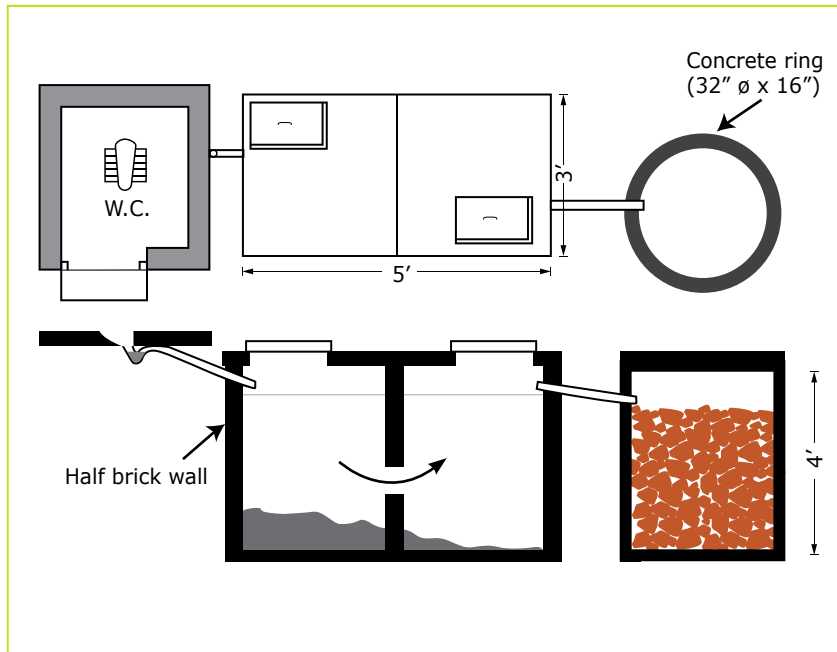 Concrete ring
(32” ø x 16”)
W.C.
3’
5’
Half brick wall
4’